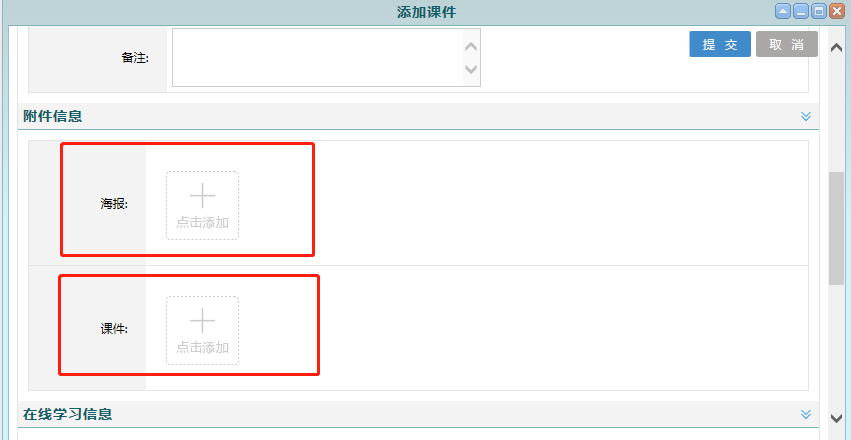 添加课件
备注:
提 交
取 消
附件信息
海报:
点击添加
课件:
点击添加
在线学习信息